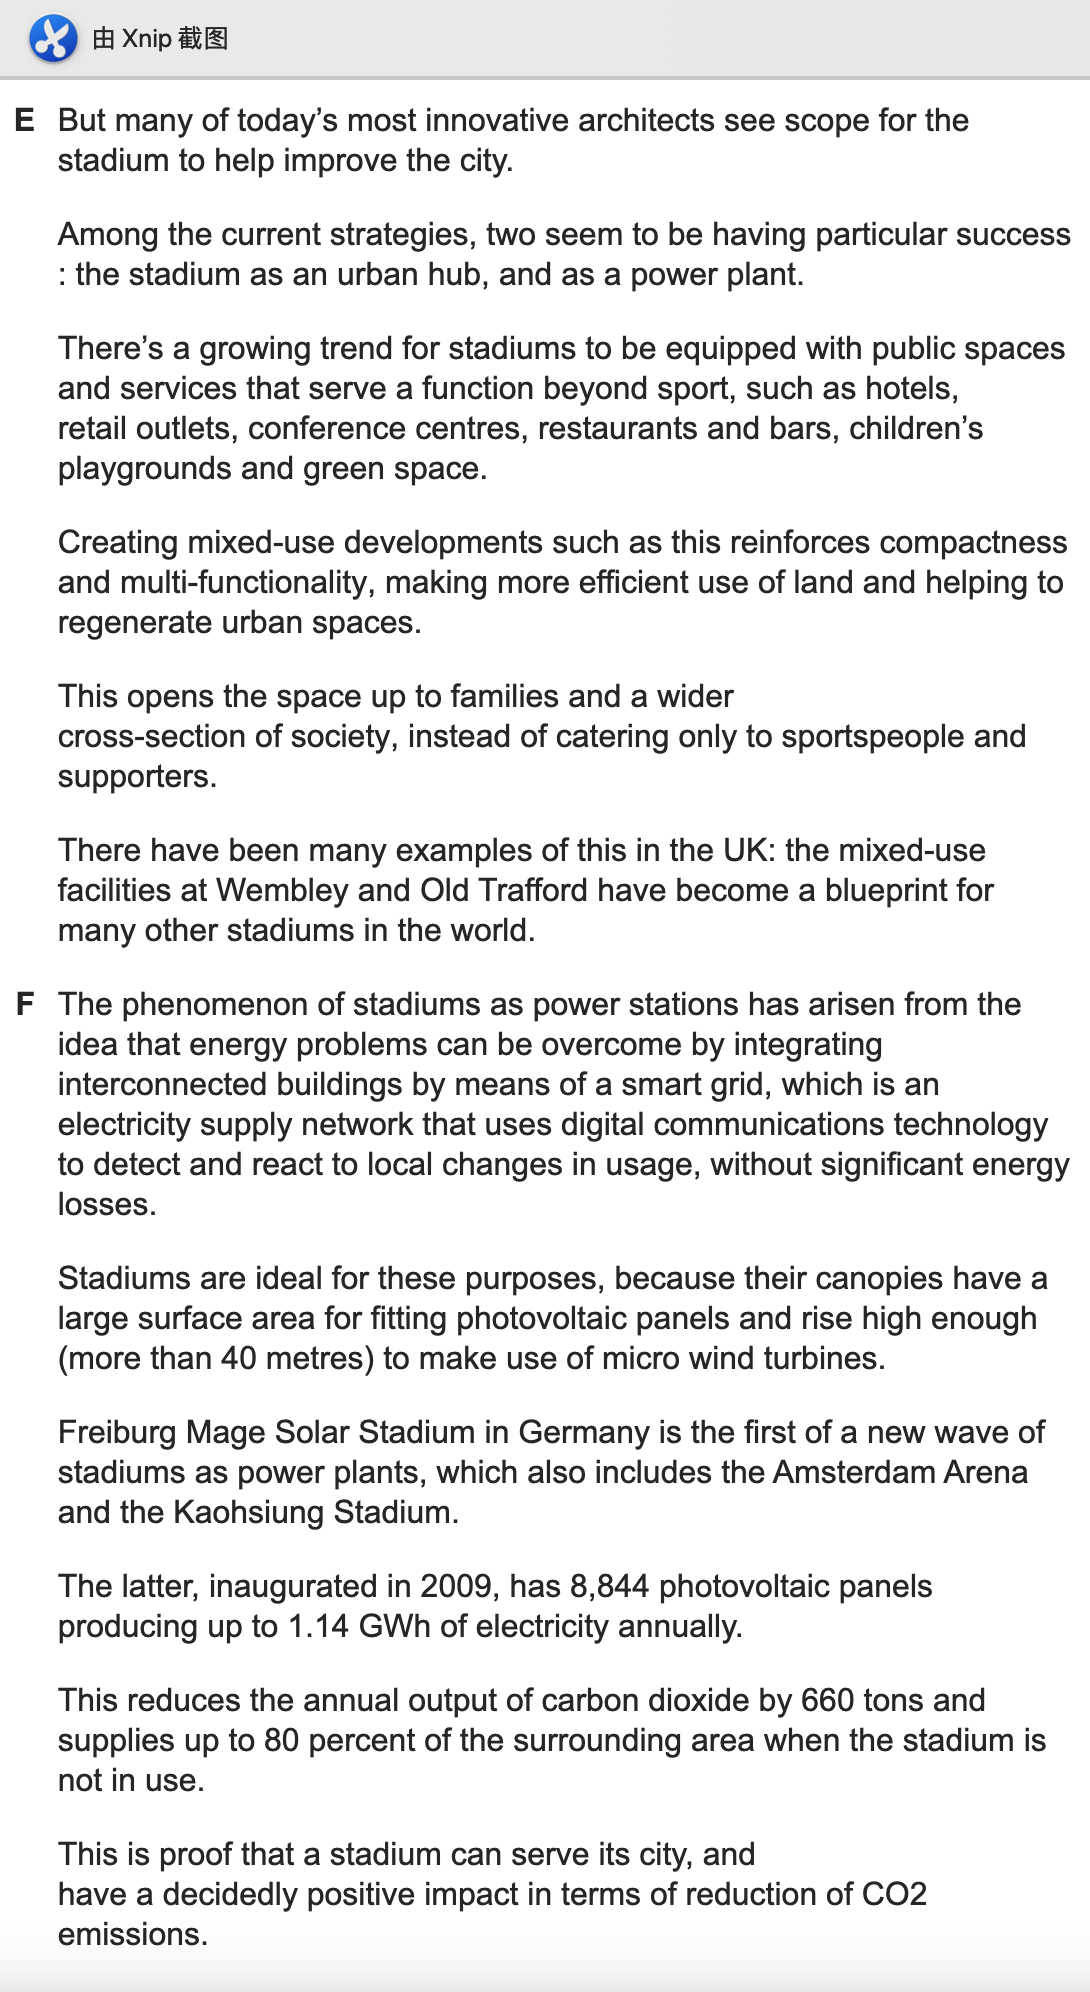 由 Xnip 截图
E But many of today's most innovative architects see scope for the
stadium to help improve the city.
Among the current strategies, two seem to be having particular success
: the stadium as an urban hub, and as a power plant.
There's a growing trend for stadiums to be equipped with public spaces
and services that serve a function beyond sport, such as hotels,
retail outlets, conference centres, restaurants and bars, children's
playgrounds and green space.
Creating mixed-use developments such as this reinforces compactness
and multi-functionality, making more efficient use of land and helping to
regenerate urban spaces.
This opens the space up to families and a wider
cross-section of society, instead of catering only to sportspeople and
supporters.
There have been many examples of this in the UK: the mixed-use
facilities at Wembley and Old Trafford have become a blueprint for
many other stadiums in the world.
F The phenomenon of stadiums as power stations has arisen from the
idea that energy problems can be overcome by integrating
interconnected buildings by means of a smart grid, which is an
electricity supply network that uses digital communications technology
to detect and react to local changes in usage, without significant energy
losses.
Stadiums are ideal for these purposes, because their canopies have a
large surface area for fitting photovoltaic panels and rise high enough
(more than 40 metres) to make use of micro wind turbines.
Freiburg Mage Solar Stadium in Germany is the first of a new wave of
stadiums as power plants, which also includes the Amsterdam Arena
and the Kaohsiung Stadium.
The latter, inaugurated in 2009, has 8,844 photovoltaic panels
producing up to 1.14 GWh of electricity annually.
This reduces the annual output of carbon dioxide by 660 tons and
supplies up to 80 percent of the surrounding area when the stadium is
not in use.
This is proof that a stadium can serve its city, and
have a decidedly positive impact in terms of reduction of CO2
emissions.